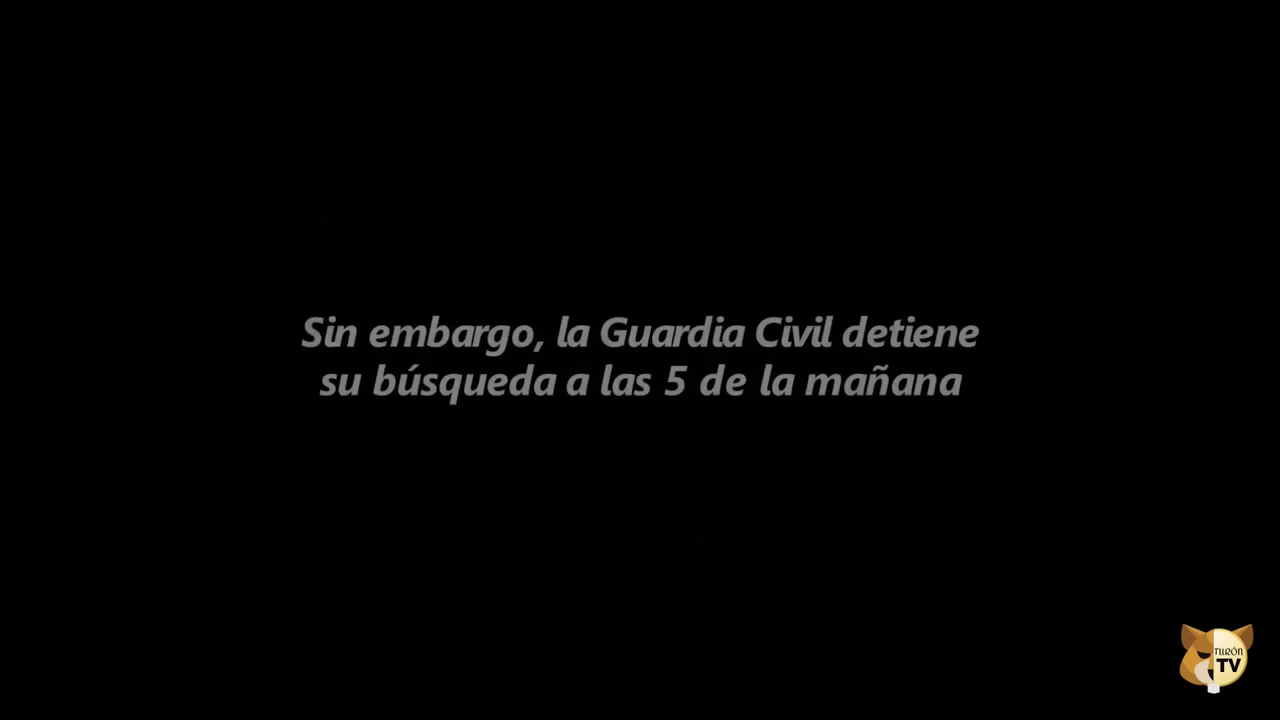 Sin embargo, la Guardia Civil detiene
su búsqueda a las 5 de la mañana
TURÓN
TV